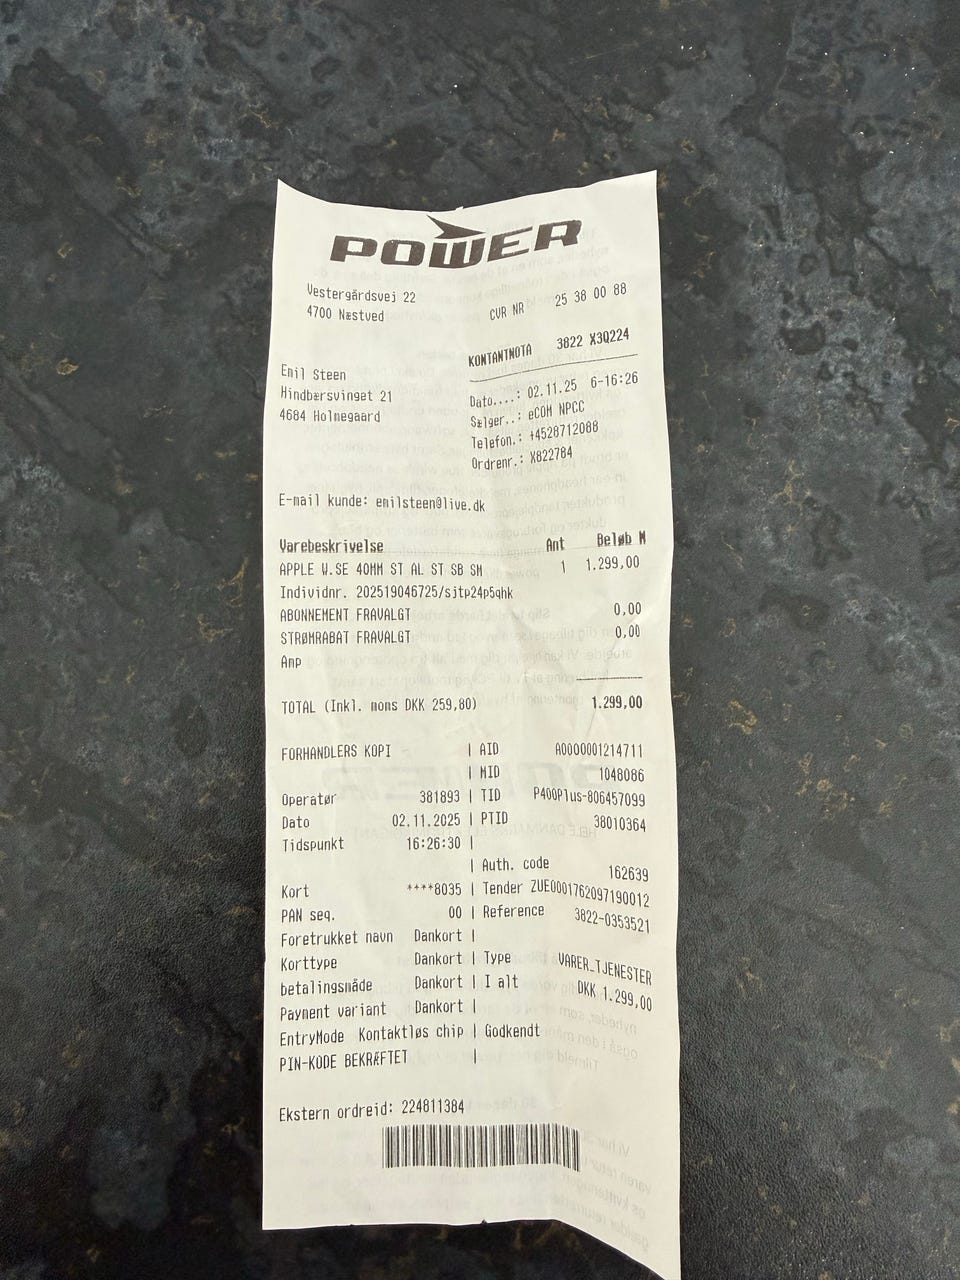 POWER
Vestergårdsvej 22
4700 Næstved
CVR NR 25 38 00 88
KONTANTNOTA 3822 X3Q224
Emil Steen
Hindbærsvinget 21
4684 Holmegaard
Dato....: 02.11.25 6-16:26
Sælger..: eCOM NPCC
Telefon.: +4528712088
Ordrenr.: X822784
E-mail kunde: emilsteen@live.dk
Varebeskrivelse Ant Beløb M
APPLE W.SE 40MM ST AL ST SB SM 1 1.299,00
Individnr. 202519046725/sjtp24p5qhk
ABONNEMENT FRAVALGT 0,00
STRØMRABAT FRAVALGT 0,00
Anp
TOTAL (Inkl. moms DKK 259,80) 1.299,00
FORHANDLERS KOPI | AID A0000001214711
| MID 1048086
Operatør 381893 | TID P400Plus-806457099
Dato 02.11.2025 | PTID 38010364
Tidspunkt 16:26:30 |
| Auth. code 162639
Kort ****8035 | Tender ZUE0001762097190012
PAN seq. 00 | Reference 3822-0353521
Foretrukket navn Dankort |
Korttype Dankort | Type VARER_TJENESTER
betalingsmåde Dankort | I alt DKK 1.299,00
Payment variant Dankort |
EntryMode Kontaktløs chip | Godkendt
PIN-KODE BEKRÆFTET |
Ekstern ordreid: 224811384